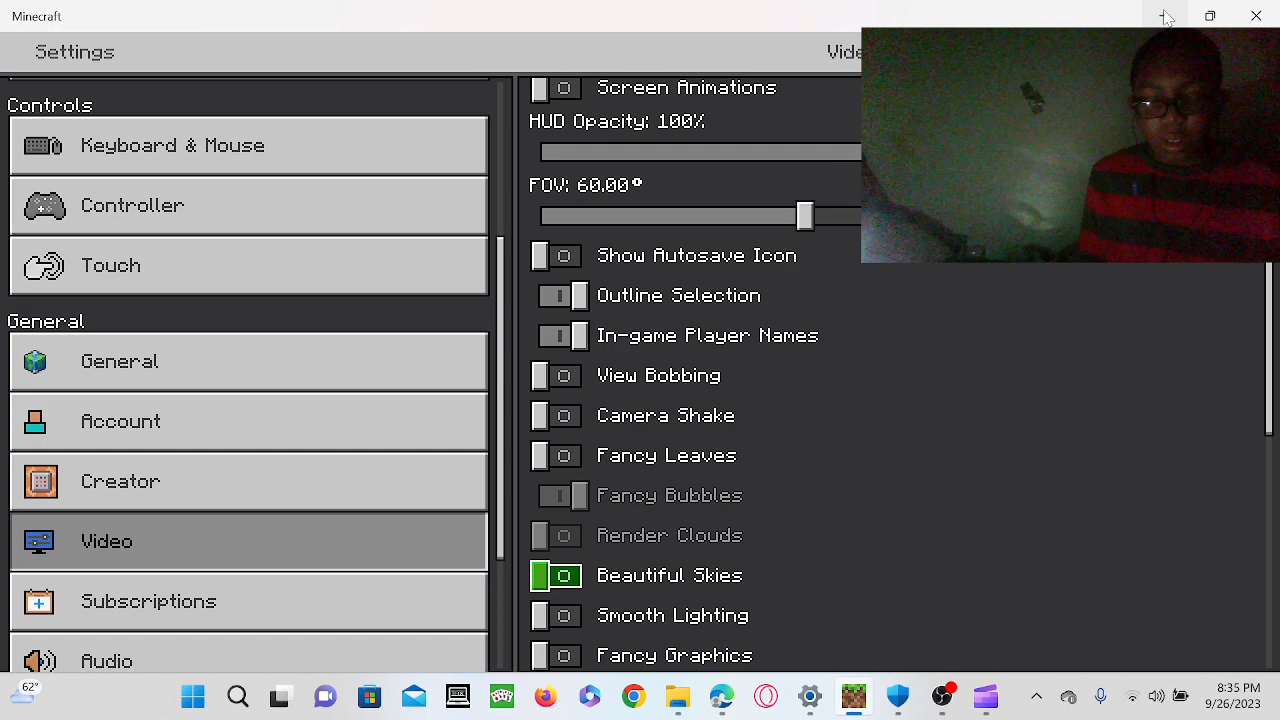 Minecraft
Settings
Vide
Controls
Keyboard & Mouse
Controller
Touch
General
General
Account
Creator
Video
Subscriptions
Audio
Screen Animations
HUD Opacity: 100%
FOV: 60.00°
Show Autosave Icon
Outline Selection
In-game Player Names
View Bobbing
Camera Shake
Fancy Leaves
Fancy Bubbles
Render Clouds
Beautiful Skies
Smooth Lighting
Fancy Graphics
62°
8:35 PM
9/26/2023